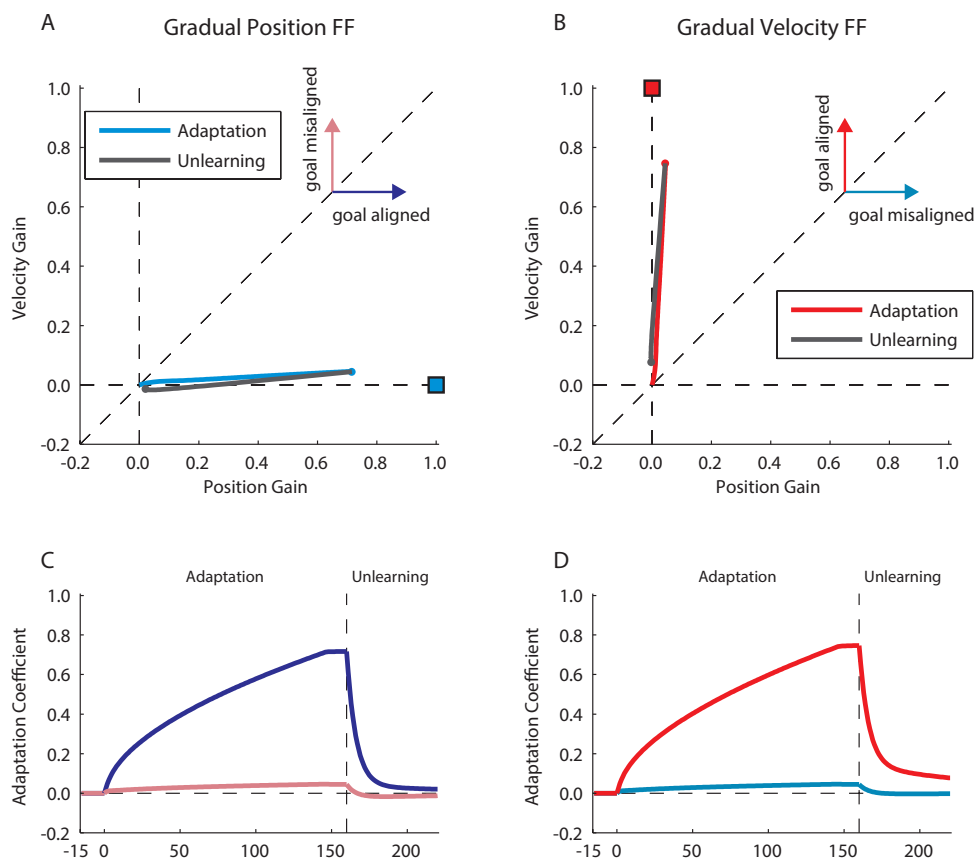 A
Gradual Position FF
Velocity Gain
1.0
0.8
0.6
0.4
0.2
0.0
-0.2
Adaptation
Unlearning
goal misaligned
goal aligned
-0.2 0.0 0.2 0.4 0.6 0.8 1.0
Position Gain
B
Gradual Velocity FF
Velocity Gain
1.0
0.8
0.6
0.4
0.2
0.0
-0.2
goal aligned
goal misaligned
Adaptation
Unlearning
-0.2 0.0 0.2 0.4 0.6 0.8 1.0
Position Gain
C
Adaptation Unlearning
Adaptation Coefficient
1.0
0.8
0.6
0.4
0.2
0.0
-0.2
-15 0 50 100 150 200
D
Adaptation Unlearning
Adaptation Coefficient
1.0
0.8
0.6
0.4
0.2
0.0
-0.2
-15 0 50 100 150 200